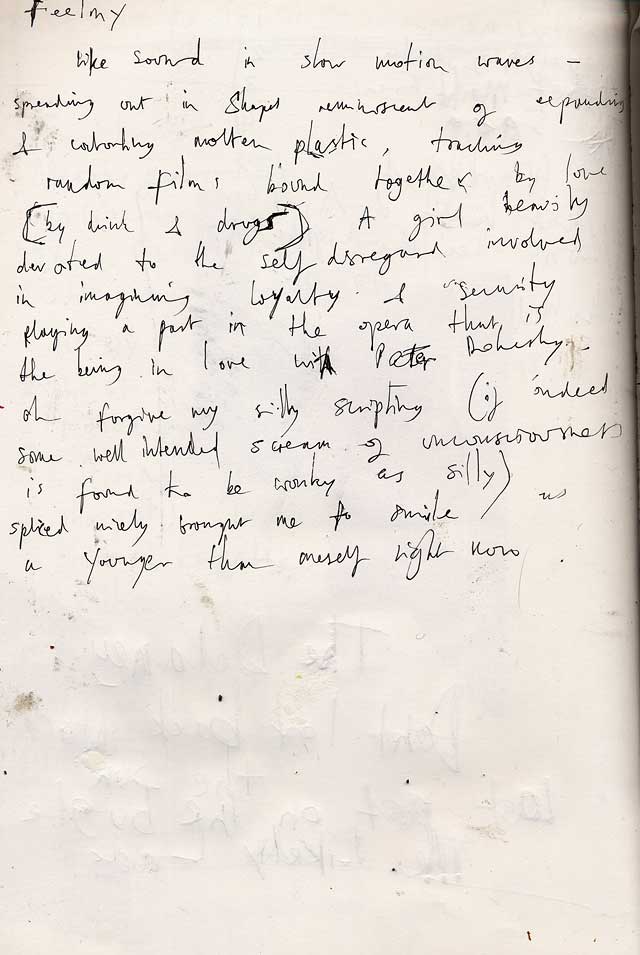 Feeling
like sound in slow motion waves –
spreading out in shapes reminiscent of expanding
& contorting molten plastic, touching
random films bound together by love
(by drink & drugs) A girl heavily
devoted to the self disregard involved
in imagining loyalty & security
playing a part in the opera that is
the being in love with Peter Doherty –
oh forgive my silly scripting (if indeed
some well intended scream of unconsciousness
is found to be wonky as silly)
spliced nicely brought me to smile us
a younger than meself right now .